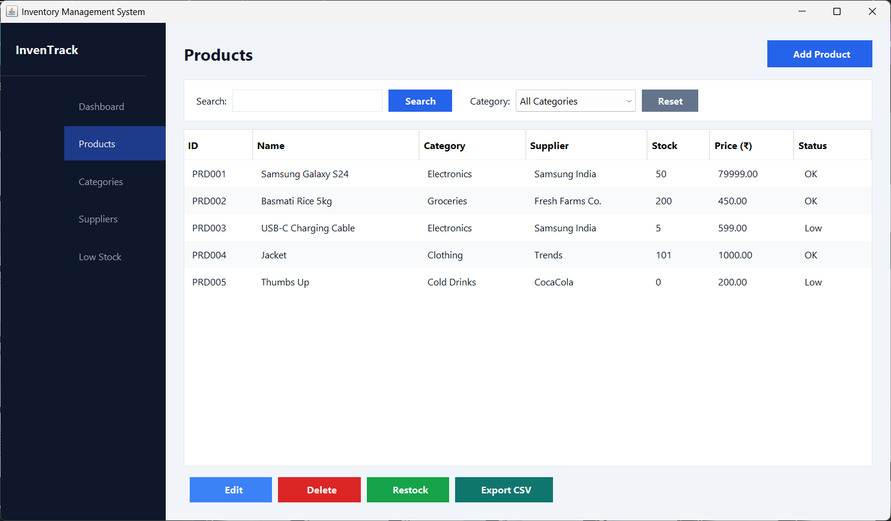 Inventory Management System
InvenTrack
Products
Add Product
Search: Search Category: All Categories Reset
Dashboard
Products
Categories
Suppliers
Low Stock
ID Name Category Supplier Stock Price (₹) Status
PRD001 Samsung Galaxy S24 Electronics Samsung India 50 79999.00 OK
PRD002 Basmati Rice 5kg Groceries Fresh Farms Co. 200 450.00 OK
PRD003 USB-C Charging Cable Electronics Samsung India 5 599.00 Low
PRD004 Jacket Clothing Trends 101 1000.00 OK
PRD005 Thumbs Up Cold Drinks CocaCola 0 200.00 Low
Edit Delete Restock Export CSV